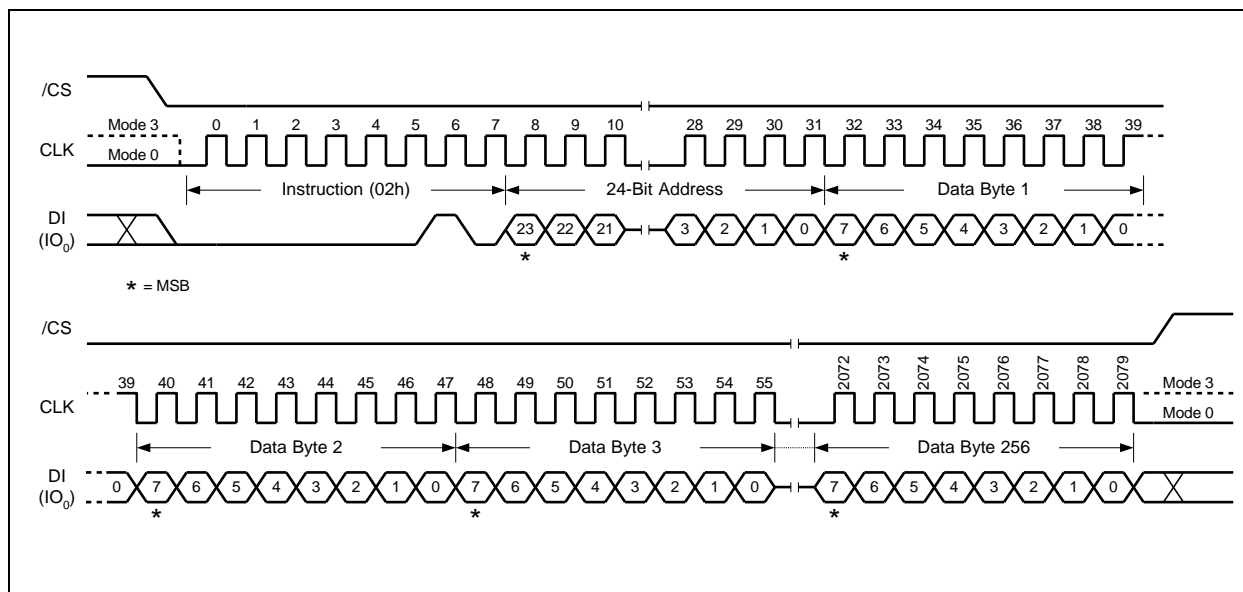 /CS
Mode 3
0 1 2 3 4 5 6 7 8 9 10 28 29 30 31 32 33 34 35 36 37 38 39
CLK
Mode 0
Instruction (02h) 24-Bit Address Data Byte 1
DI
(IO0)
23 22 21 3 2 1 0 7 6 5 4 3 2 1 0
* *
* = MSB
/CS
39 40 41 42 43 44 45 46 47 48 49 50 51 52 53 54 55 2072 2073 2074 2075 2076 2077 2078 2079
Mode 3
CLK
Mode 0
Data Byte 2 Data Byte 3 Data Byte 256
DI
(IO0)
0 7 6 5 4 3 2 1 0 7 6 5 4 3 2 1 0 7 6 5 4 3 2 1 0
* * *